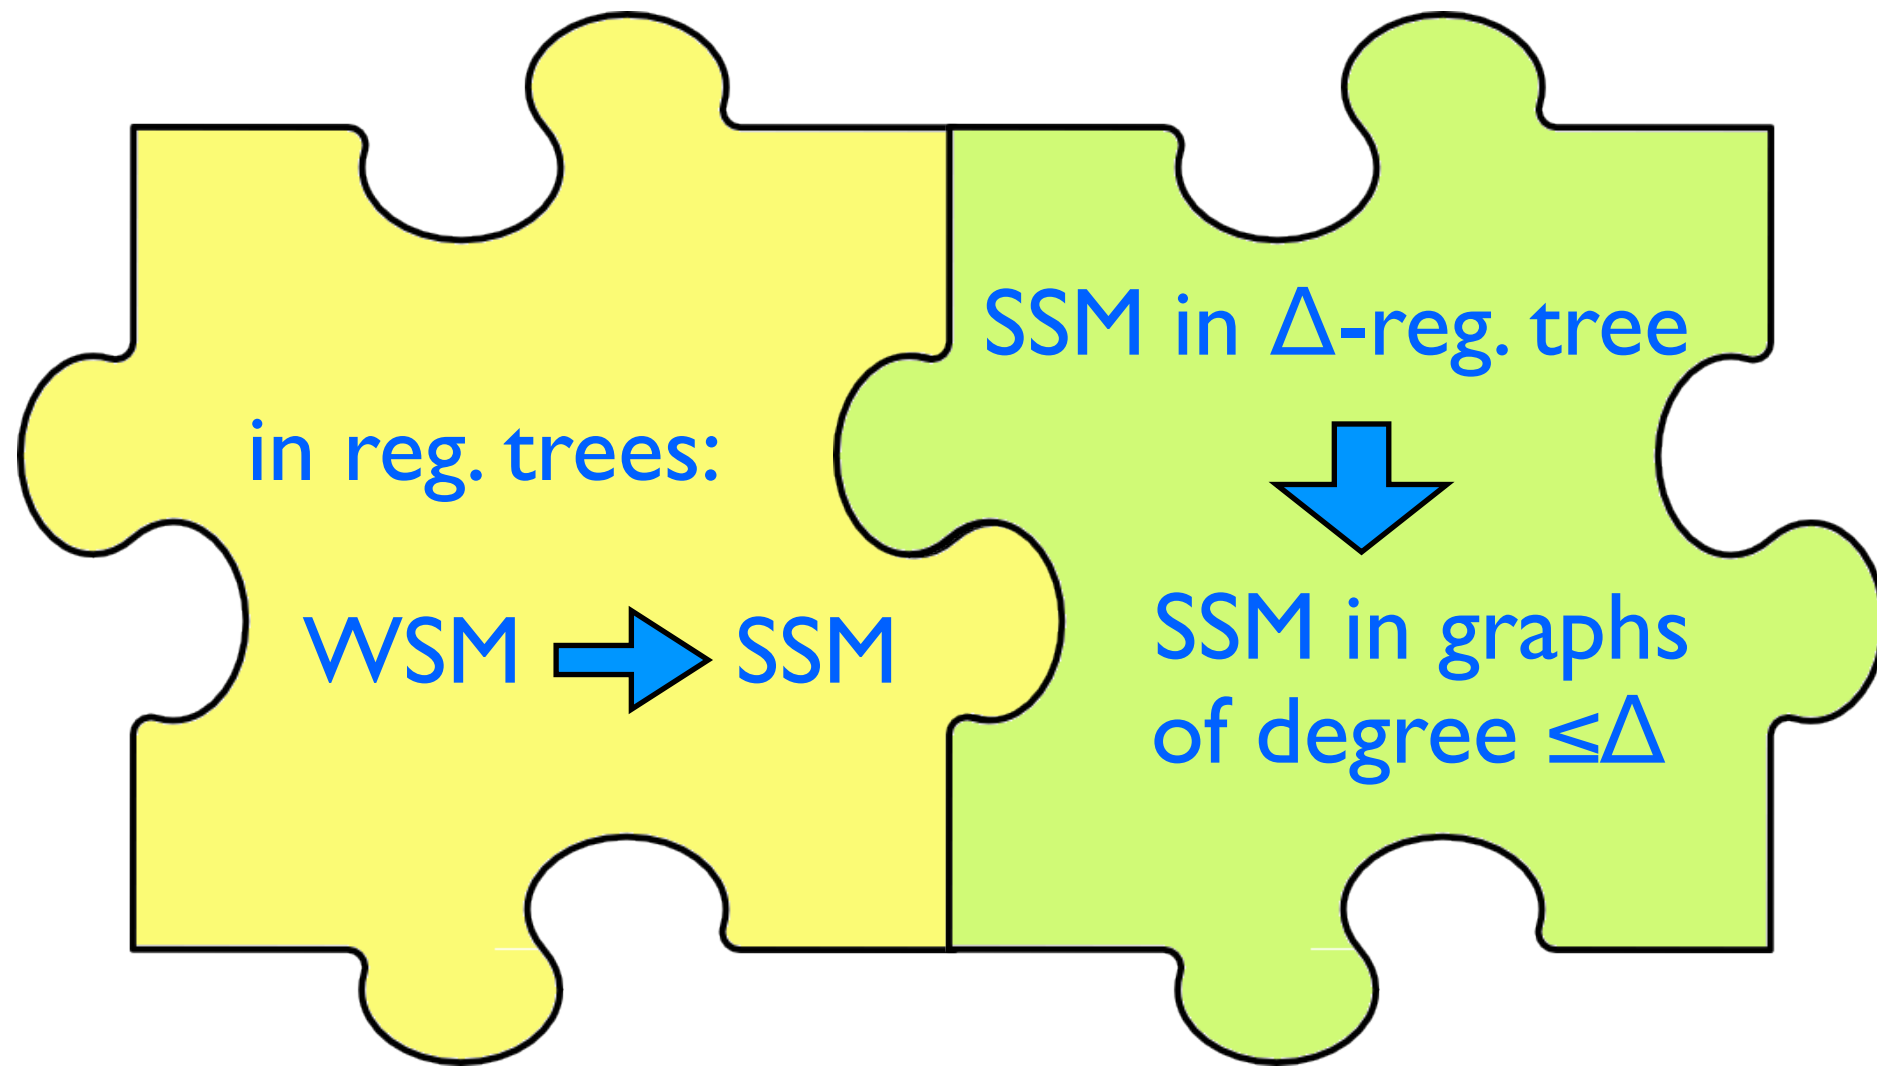 in reg. trees:
WSM SSM
SSM in Δ-reg. tree
SSM in graphs
of degree ≤Δ